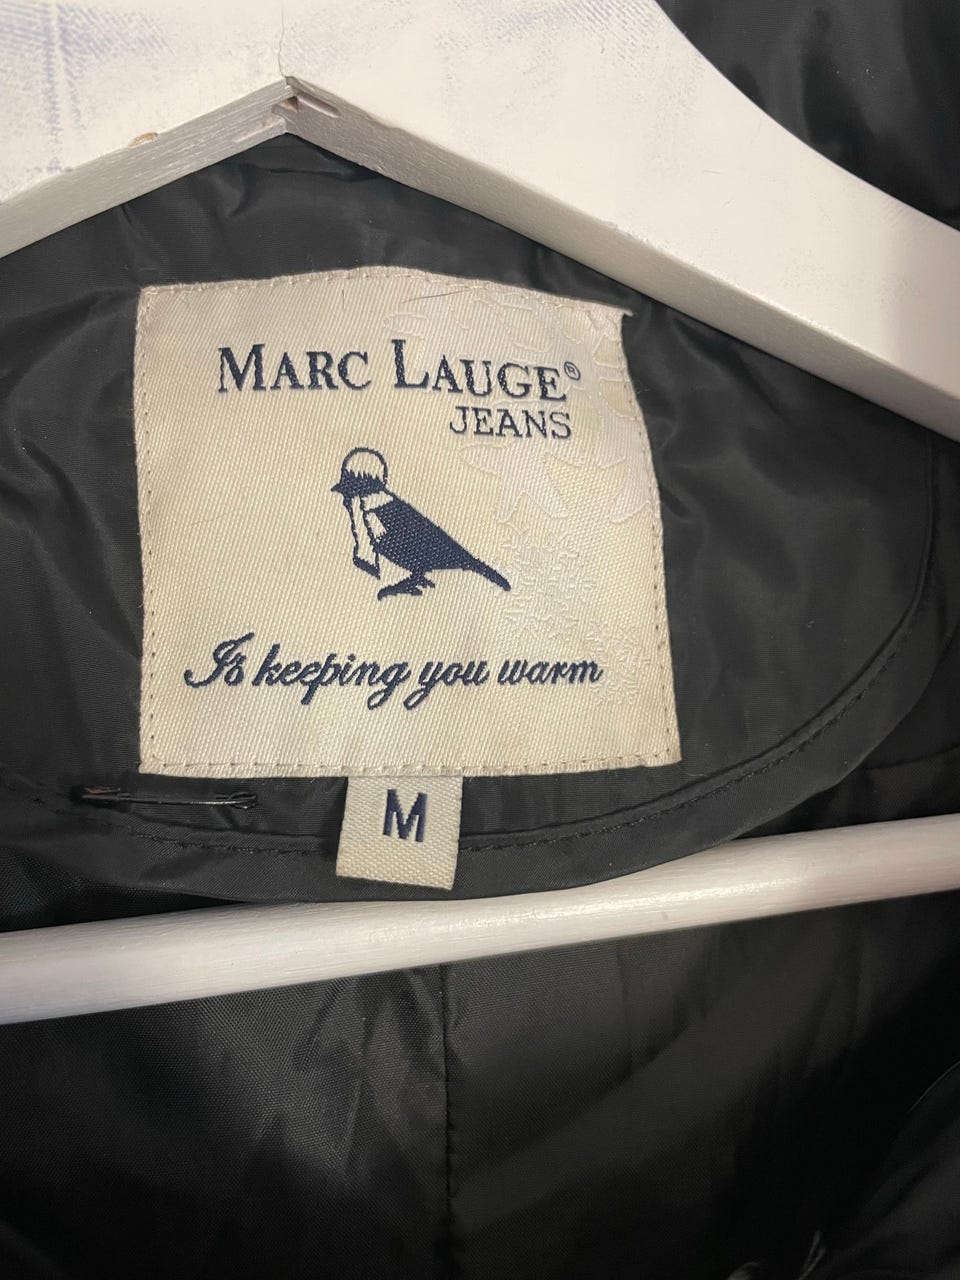 MARC LAUGE®
JEANS
Is keeping you warm
M